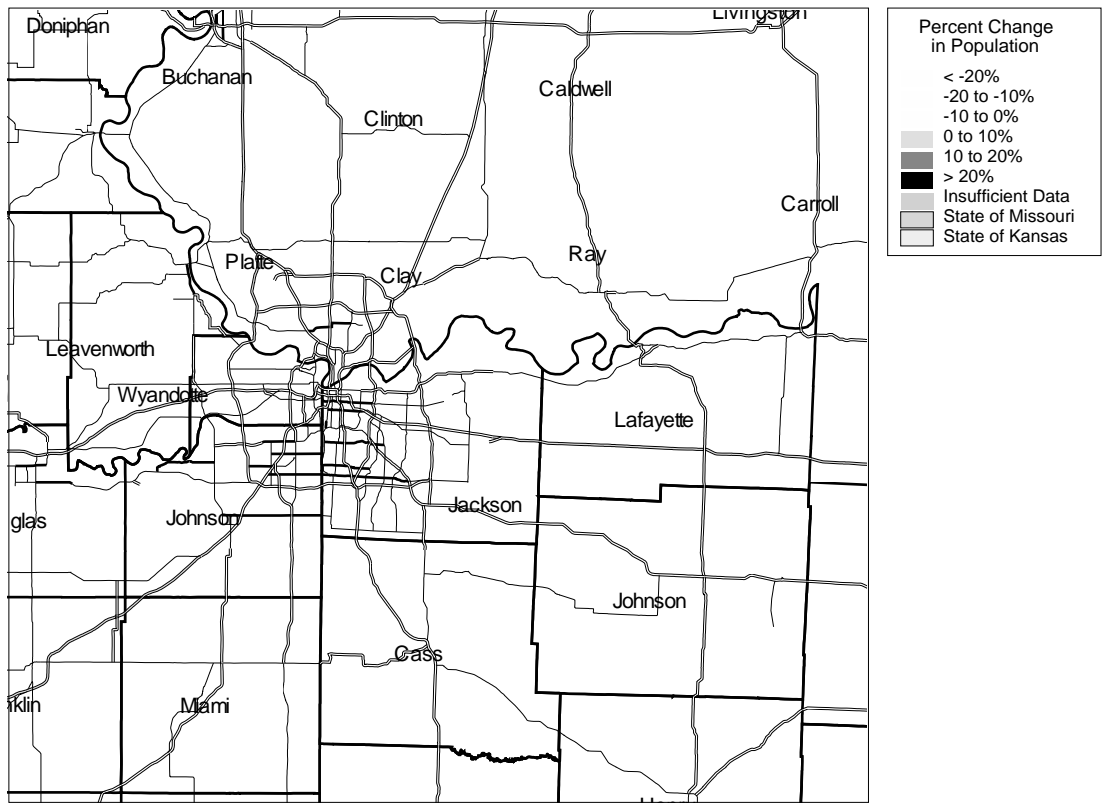 Doniphan
Livingston
Buchanan
Caldwell
Clinton
Carroll
Ray
Platte
Clay
Leavenworth
Wyandotte
Lafayette
Jackson
glas
Johnson
Johnson
Cass
nklin
Miami
Percent Change
in Population
< -20%
-20 to -10%
-10 to 0%
0 to 10%
10 to 20%
> 20%
Insufficient Data
State of Missouri
State of Kansas